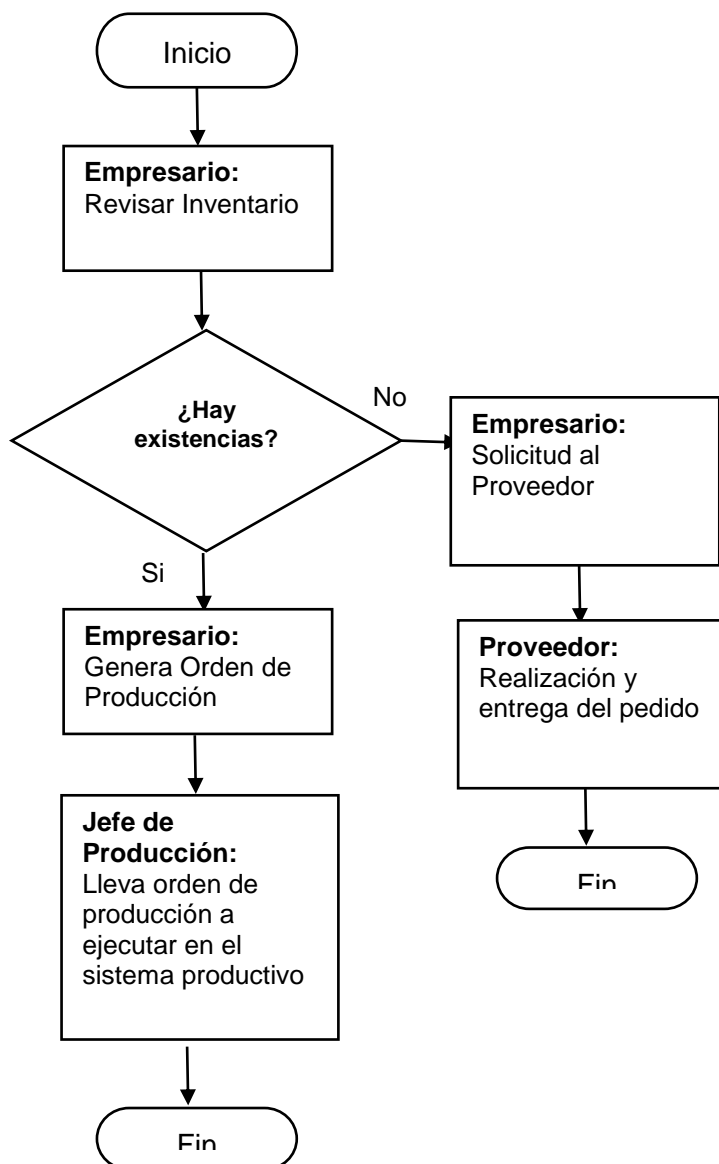 Inicio
Empresario:
Revisar Inventario
¿Hay
existencias?
No
Empresario:
Solicitud al
Proveedor
Si
Empresario:
Genera Orden de
Producción
Proveedor:
Realización y
entrega del pedido
Jefe de
Producción:
Lleva orden de
producción a
ejecutar en el
sistema productivo
Fin
Fin